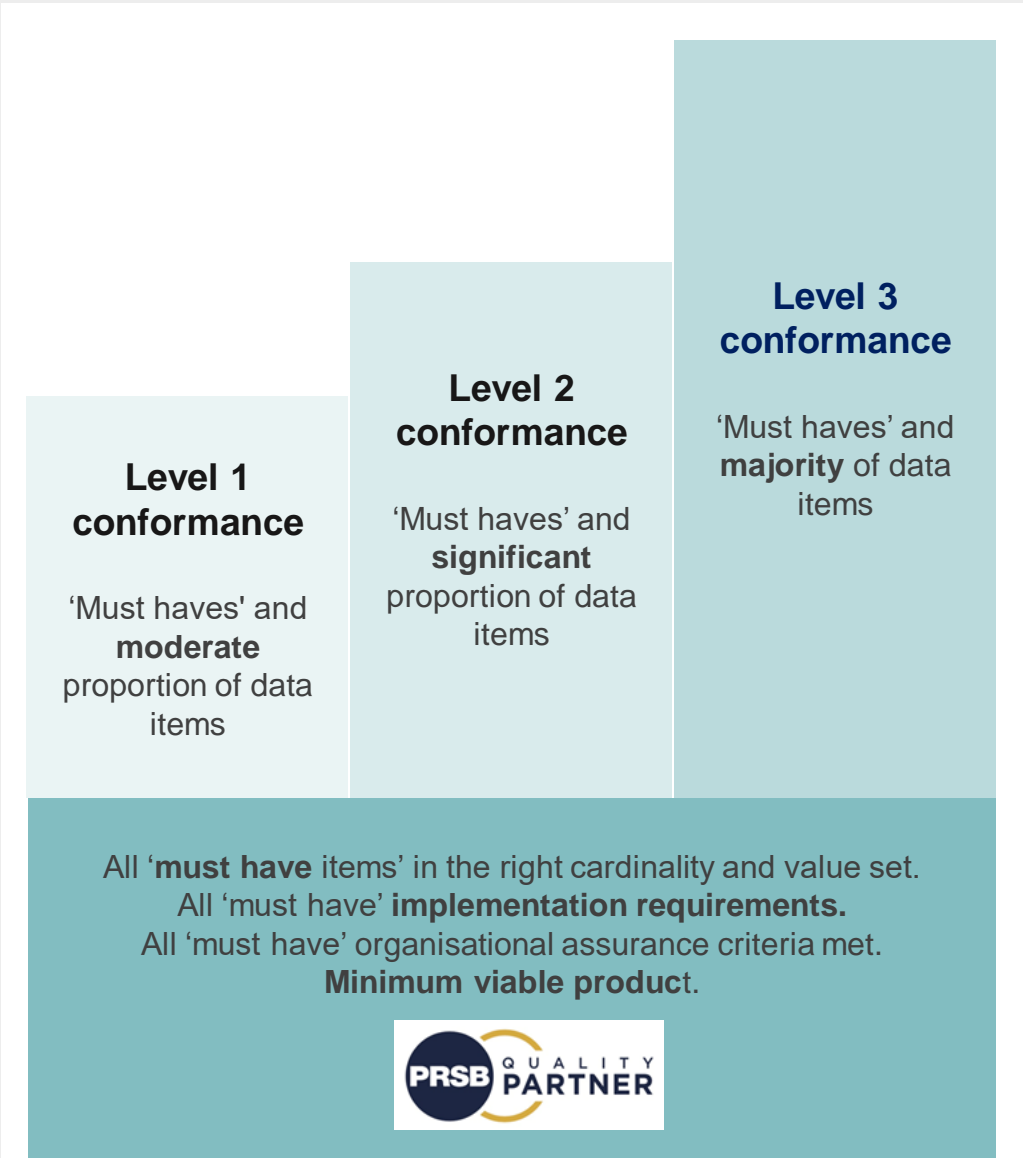 Level 1
conformance
‘Must haves' and
moderate
proportion of data
items
Level 2
conformance
‘Must haves’ and
significant
proportion of data
items
Level 3
conformance
‘Must haves’ and
majority of data
items
All ‘must have items’ in the right cardinality and value set.
All ‘must have’ implementation requirements.
All ‘must have’ organisational assurance criteria met.
Minimum viable product.
PRSB
QUALITY
PARTNER